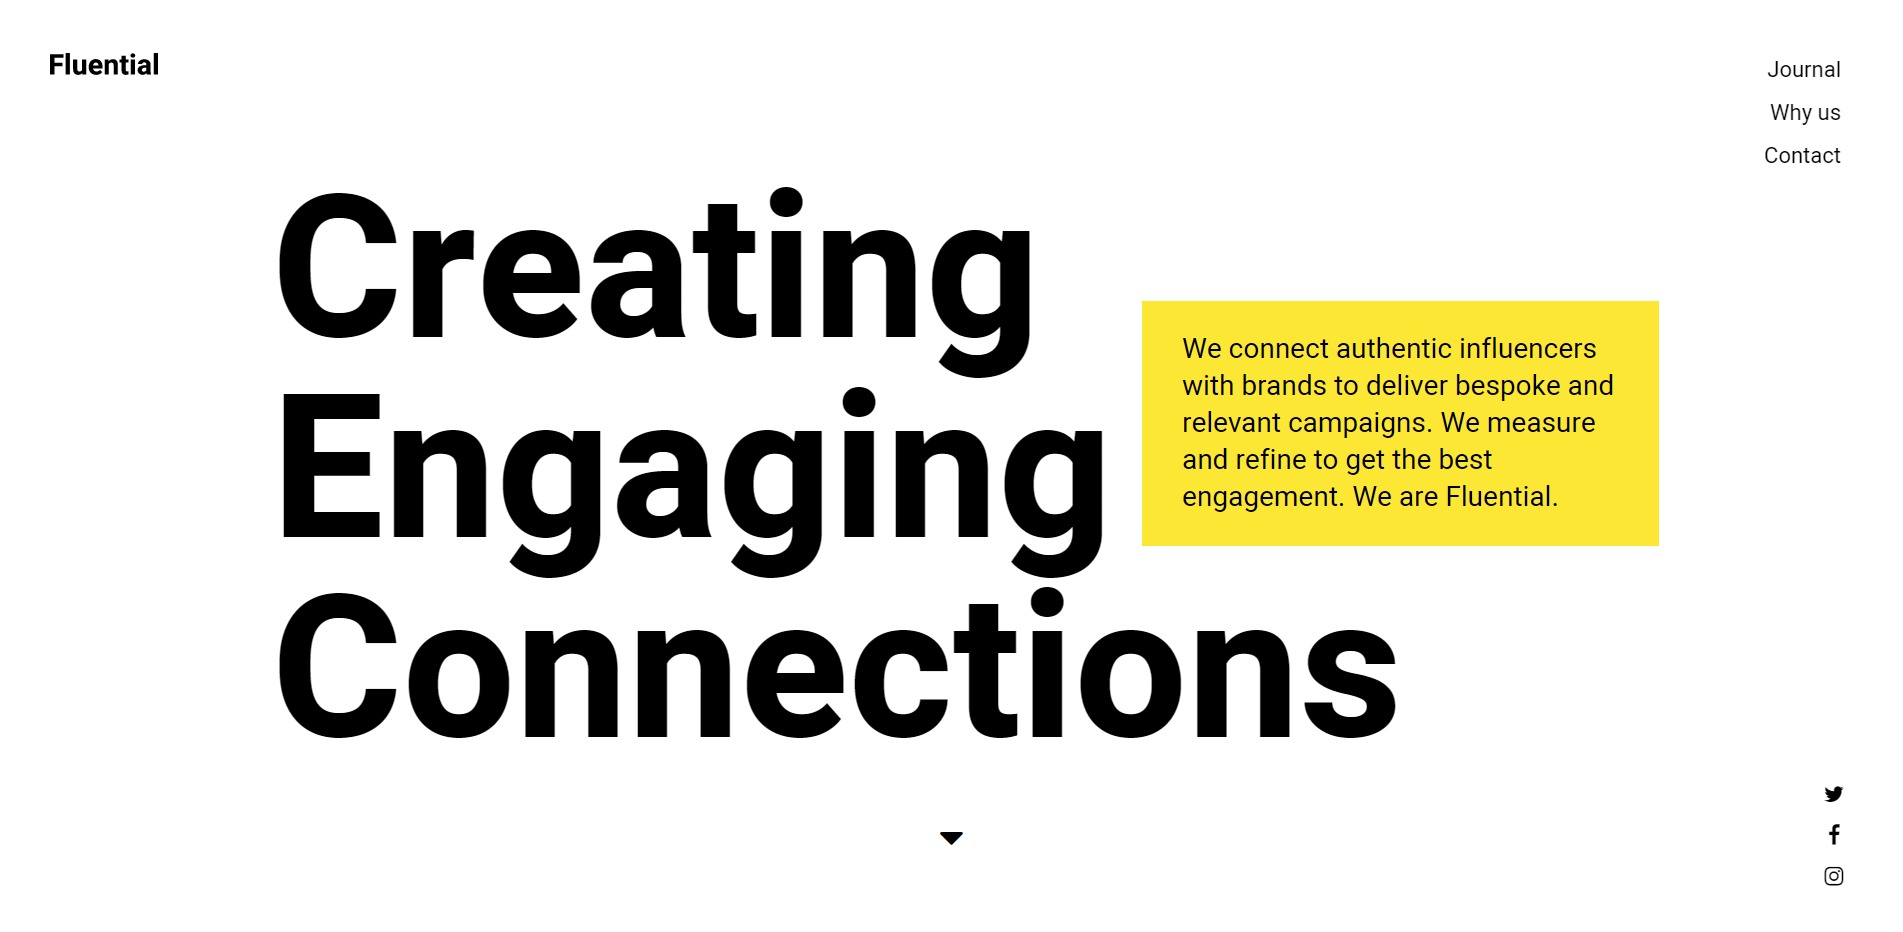 Fluential
Journal
Why us
Contact
Creating
Engaging
Connections
We connect authentic influencers
with brands to deliver bespoke and
relevant campaigns. We measure
and refine to get the best
engagement. We are Fluential.